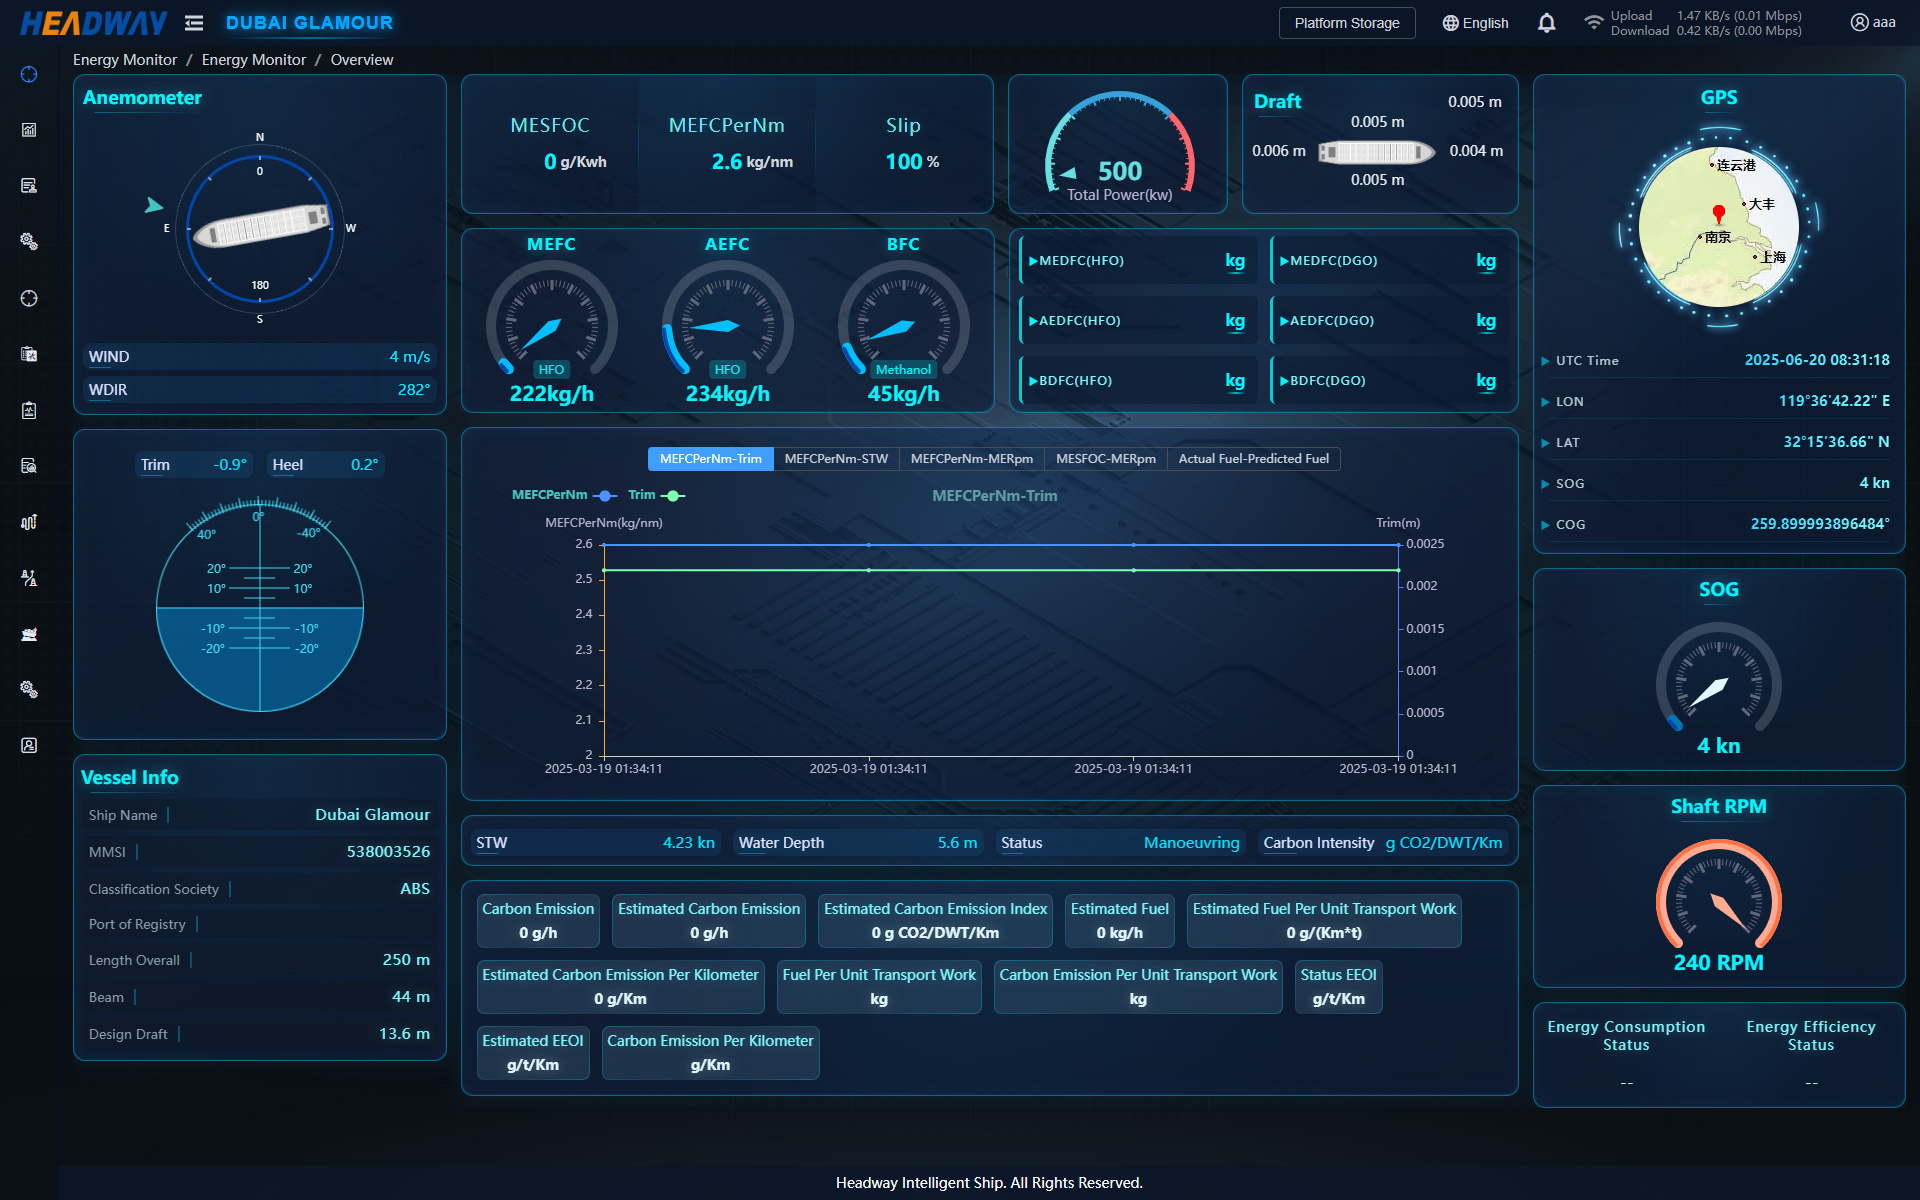 HEADWAY
DUBAI GLAMOUR
Platform Storage
English
Upload 1.47 KB/s (0.01 Mbps)
Download 0.42 KB/s (0.00 Mbps)
aaa
Energy Monitor / Energy Monitor / Overview
Anemometer
N
0
E
W
180
S
WIND 4 m/s
WDIR 282°
MESFOC
0 g/Kwh
MEFCPerNm
2.6 kg/nm
Slip
100 %
500
Total Power(kw)
Draft
0.005 m
0.005 m
0.006 m
0.004 m
0.005 m
GPS
连云港
大丰
南京
上海
UTC Time 2025-06-20 08:31:18
LON 119°36'42.22" E
LAT 32°15'36.66" N
SOG 4 kn
COG 259.899993896484°
MEFC
HFO
222kg/h
AEFC
HFO
234kg/h
BFC
Methanol
45kg/h
MEDFC(HFO) kg
MEDFC(DGO) kg
AEDFC(HFO) kg
AEDFC(DGO) kg
BDFC(HFO) kg
BDFC(DGO) kg
Trim -0.9°
Heel 0.2°
0°
40°
-40°
20° 20°
10° 10°
-10° -10°
-20° -20°
MEFCPerNm-Trim
MEFCPerNm-STW
MEFCPerNm-MERpm
MESFOC-MERpm
Actual Fuel-Predicted Fuel
MEFCPerNm
Trim
MEFCPerNm-Trim
MEFCPerNm(kg/nm)
Trim(m)
2.6
2.5
2.4
2.3
2.2
2.1
2
0.0025
0.002
0.0015
0.001
0.0005
0
2025-03-19 01:34:11
2025-03-19 01:34:11
2025-03-19 01:34:11
2025-03-19 01:34:11
SOG
4 kn
Vessel Info
Ship Name Dubai Glamour
MMSI 538003526
Classification Society ABS
Port of Registry
Length Overall 250 m
Beam 44 m
Design Draft 13.6 m
STW 4.23 kn
Water Depth 5.6 m
Status Manoeuvring
Carbon Intensity g CO2/DWT/Km
Shaft RPM
240 RPM
Carbon Emission
0 g/h
Estimated Carbon Emission
0 g/h
Estimated Carbon Emission Index
0 g CO2/DWT/Km
Estimated Fuel
0 kg/h
Estimated Fuel Per Unit Transport Work
0 g/(Km*t)
Estimated Carbon Emission Per Kilometer
0 g/Km
Fuel Per Unit Transport Work
kg
Carbon Emission Per Unit Transport Work
kg
Status EEOI
g/t/Km
Estimated EEOI
g/t/Km
Carbon Emission Per Kilometer
g/Km
Energy Consumption
Status
--
Energy Efficiency
Status
--
Headway Intelligent Ship. All Rights Reserved.